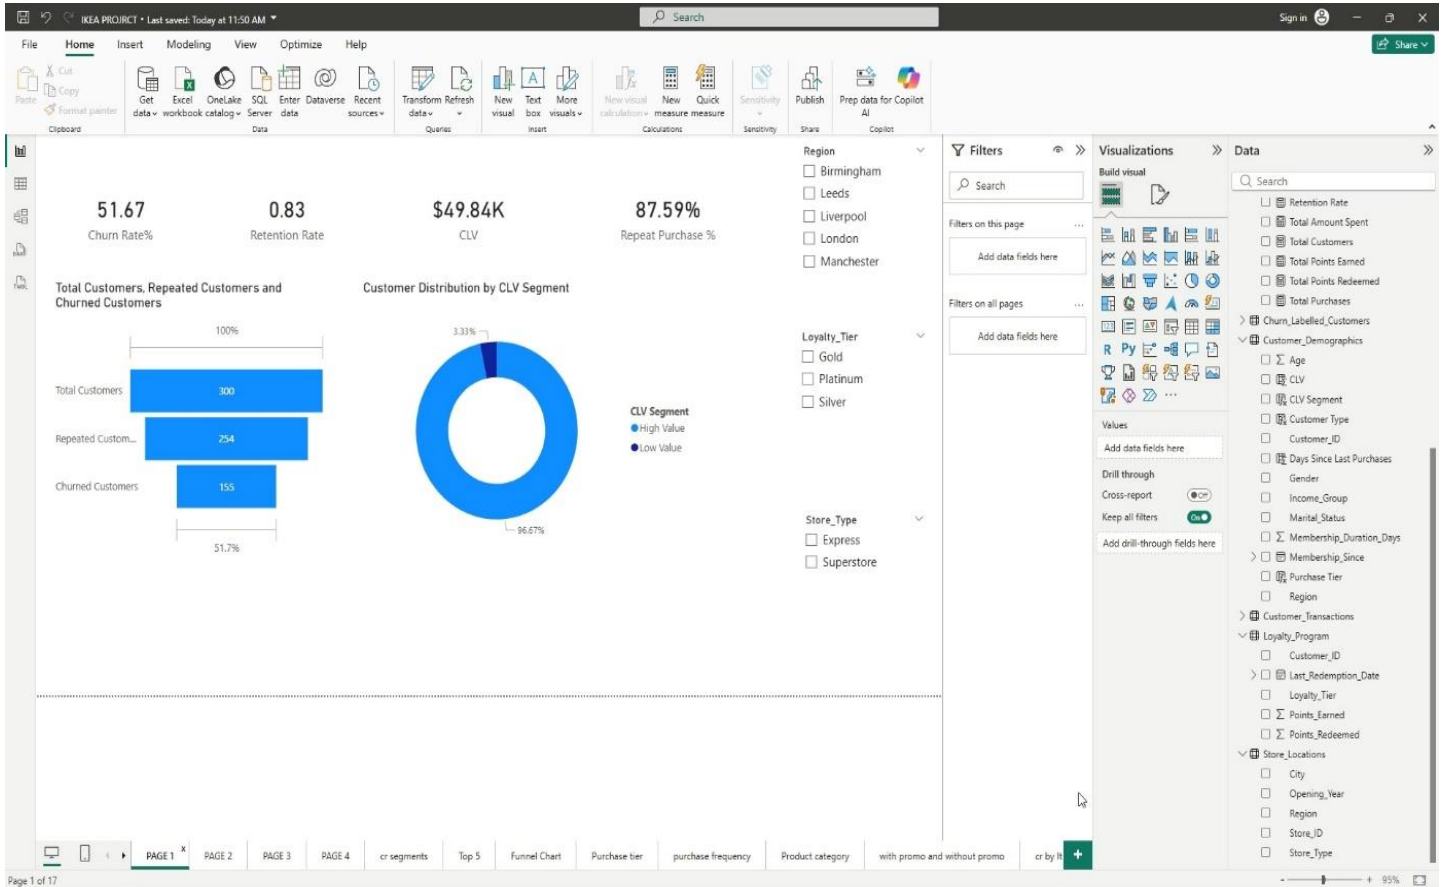 IKEA PROJRCT • Last saved: Today at 11:50 AM
Search
Sign in
File Home Insert Modeling View Optimize Help
Share
Paste
Cut
Copy
Format painter
Clipboard
Get data
Excel workbook
OneLake catalog
SQL Server
Enter data
Dataverse
Recent sources
Data
Transform data
Refresh
Queries
New visual
Text box
More visuals
Insert
New visual calculation
New measure
Quick measure
Calculations
Sensitivity
Sensitivity
Publish
Share
Prep data for AI
Copilot
Copilot
51.67
Churn Rate%
0.83
Retention Rate
$49.84K
CLV
87.59%
Repeat Purchase %
Total Customers, Repeated Customers and
Churned Customers
100%
Total Customers 300
Repeated Custom... 254
Churned Customers 155
51.7%
Customer Distribution by CLV Segment
3.33%
96.67%
CLV Segment
High Value
Low Value
Region
Birmingham
Leeds
Liverpool
London
Manchester
Loyalty_Tier
Gold
Platinum
Silver
Store_Type
Express
Superstore
Filters
Search
Filters on this page ...
Add data fields here
Filters on all pages ...
Add data fields here
Visualizations
Build visual
R Py
...
Values
Add data fields here
Drill through
Cross-report Off
Keep all filters On
Add drill-through fields here
Data
Search
Retention Rate
Total Amount Spent
Total Customers
Total Points Earned
Total Points Redeemed
Total Purchases
Churn_Labelled_Customers
Customer_Demographics
Age
CLV
CLV Segment
Customer Type
Customer_ID
Days Since Last Purchases
Gender
Income_Group
Marital_Status
Membership_Duration_Days
Membership_Since
Purchase Tier
Region
Customer_Transactions
Loyalty_Program
Customer_ID
Last_Redemption_Date
Loyalty_Tier
Points_Earned
Points_Redeemed
Store_Locations
City
Opening_Year
Region
Store_ID
Store_Type
PAGE 1 PAGE 2 PAGE 3 PAGE 4 cr segments Top 5 Funnel Chart Purchase tier purchase frequency Product category with promo and without promo cr by It
Page 1 of 17
- + 95%